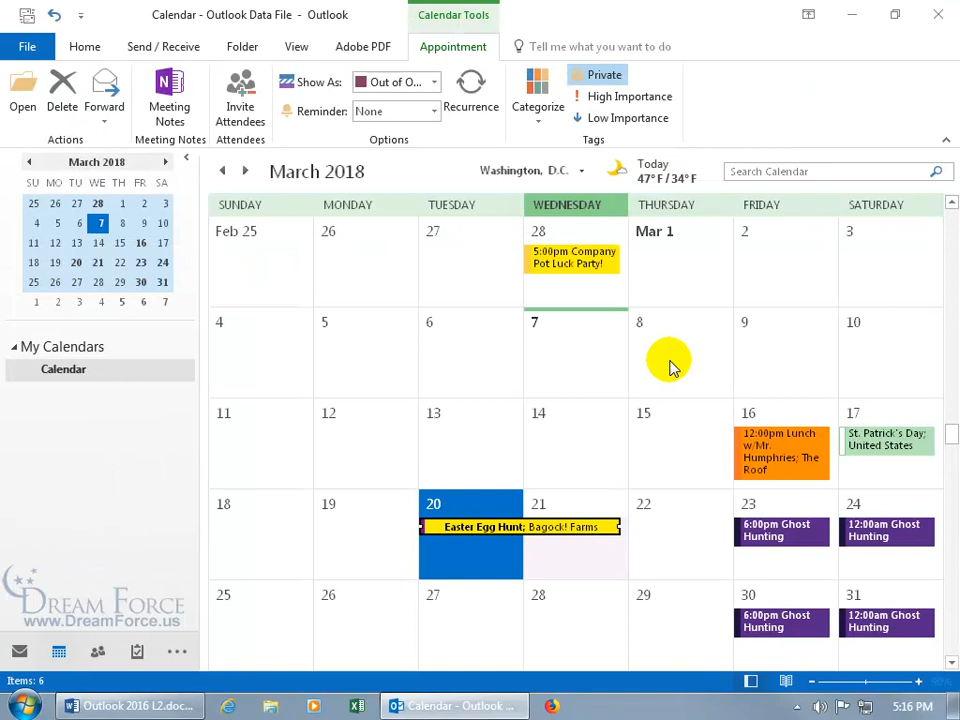 Calendar - Outlook Data File - Outlook
Calendar Tools
File
Home
Send / Receive
Folder
View
Adobe PDF
Appointment
Tell me what you want to do
Open
Delete
Forward
Actions
Meeting
Notes
Meeting Notes
Invite
Attendees
Attendees
Show As:
Out of O...
Reminder:
None
Recurrence
Options
Categorize
Private
High Importance
Low Importance
Tags
March 2018
SU MO TU WE TH FR SA
25 26 27 28 1 2 3
4 5 6 7 8 9 10
11 12 13 14 15 16 17
18 19 20 21 22 23 24
25 26 27 28 29 30 31
1 2 3 4 5 6 7
My Calendars
Calendar
DREAM FORCE
www.DreamForce.us
March 2018
Washington, D.C.
Today
47°F / 34°F
Search Calendar
SUNDAY MONDAY TUESDAY WEDNESDAY THURSDAY FRIDAY SATURDAY
Feb 25 26 27 28 Mar 1 2 3
5:00pm Company
Pot Luck Party!
4 5 6 7 8 9 10
11 12 13 14 15 16 17
12:00pm Lunch
w/Mr.
Humphries; The
Roof
St. Patrick's Day;
United States
18 19 20 21 22 23 24
Easter Egg Hunt; Bagock! Farms
6:00pm Ghost
Hunting
12:00am Ghost
Hunting
25 26 27 28 29 30 31
6:00pm Ghost
Hunting
12:00am Ghost
Hunting
Items: 6
Outlook 2016 L2.doc...
Calendar - Outlook ...
5:16 PM